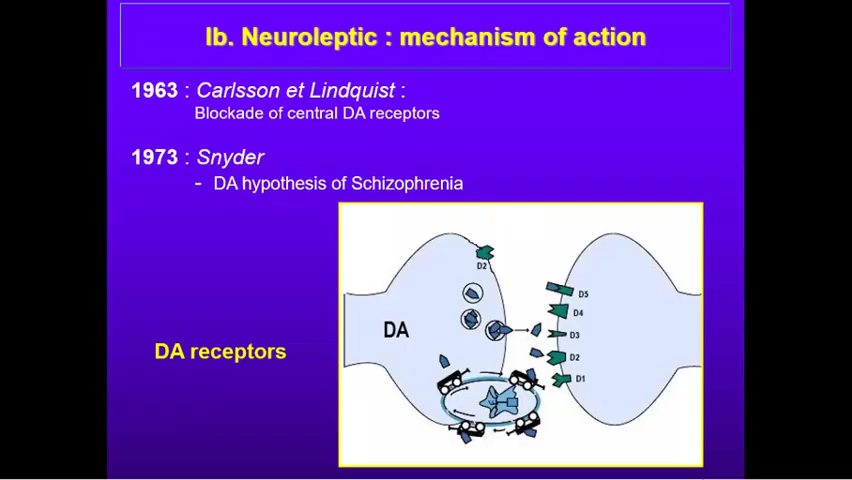 Ib. Neuroleptic : mechanism of action
1963 : Carlsson et Lindquist :
Blockade of central DA receptors
1973 : Snyder
- DA hypothesis of Schizophrenia
DA receptors
DA
D2
D5
D4
D3
D2
D1